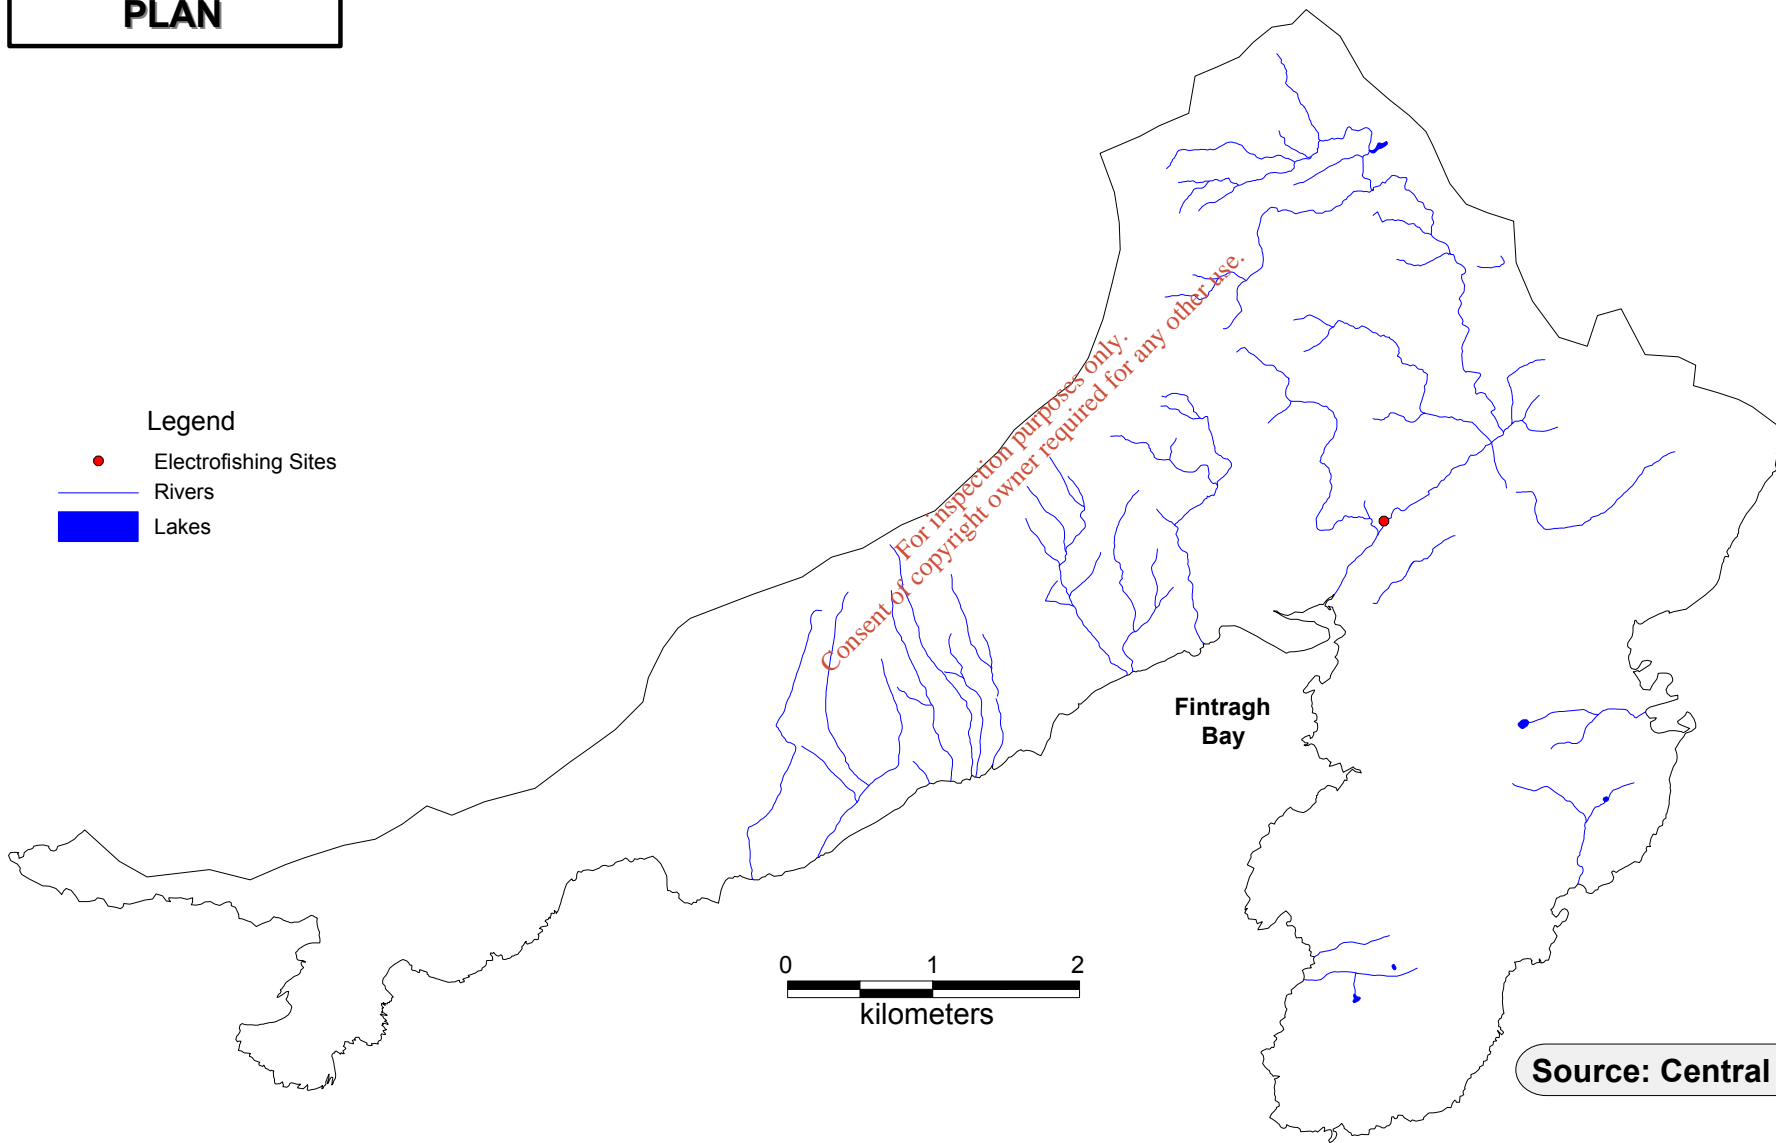 PLAN
For inspection purposes only.
Consent of copyright owner required for any other use.
Legend
Electrofishing Sites
Rivers
Lakes
Fintragh
Bay
0 1 2
kilometers
Source: Central